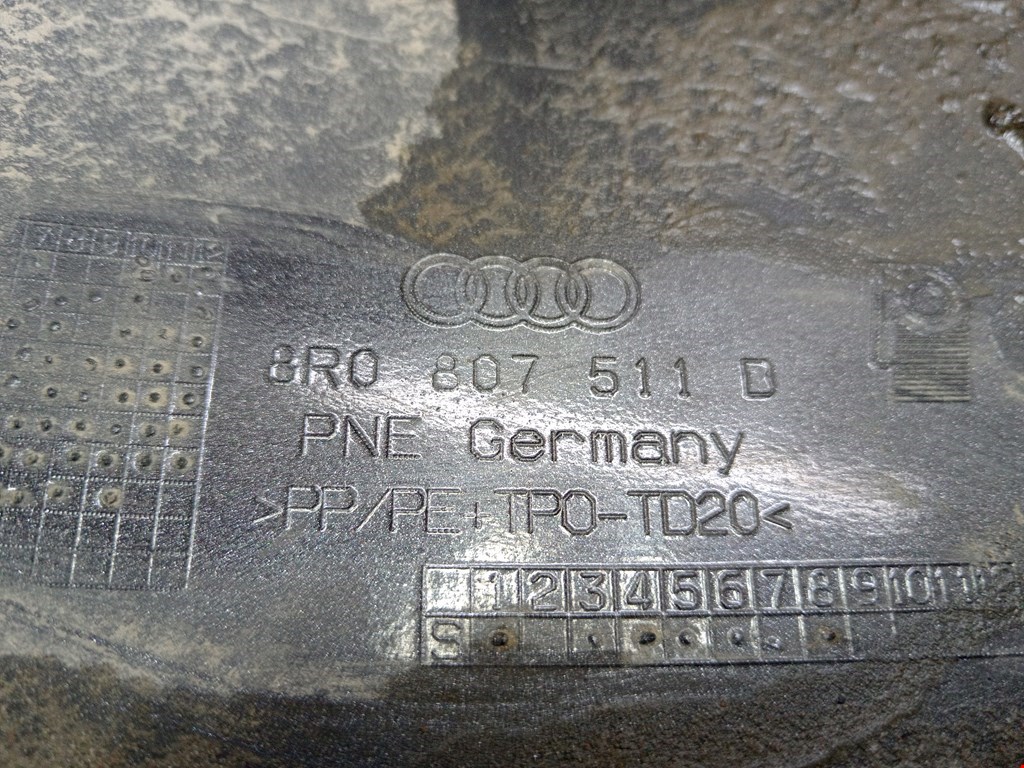 8R0 807 511 D
PNE Germany
>PP/PE+TPO-TD20<
1 2 3 4 5 6 7 8 9 10 11 12
S